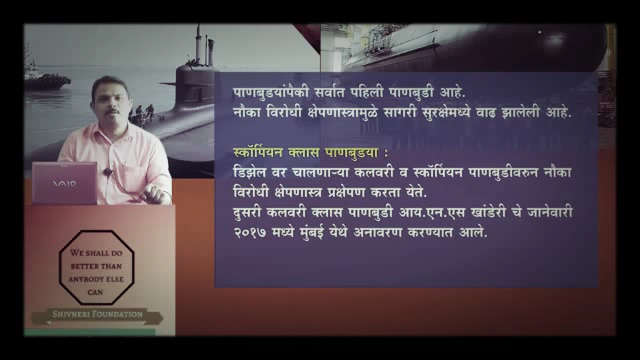 पाणबुडयांपैकी सर्वात पहिली पाणबुडी आहे.
नौका विरोधी क्षेपणास्त्रामुळे सागरी सुरक्षेमध्ये वाढ झालेली आहे.
स्कॉर्पियन क्लास पाणबुडया :
डिझेल वर चालणाऱ्या कलवरी व स्कॉर्पियन पाणबुडीवरुन नौका
विरोधी क्षेपणास्त्र प्रक्षेपण करता येते.
दुसरी कलवरी क्लास पाणबुडी आय.एन.एस खांडेरी चे जानेवारी
२०१७ मध्ये मुंबई येथे अनावरण करण्यात आले.
VAIO
WE SHALL DO
BETTER THAN
ANYBODY ELSE
CAN
SHIVNERI FOUNDATION